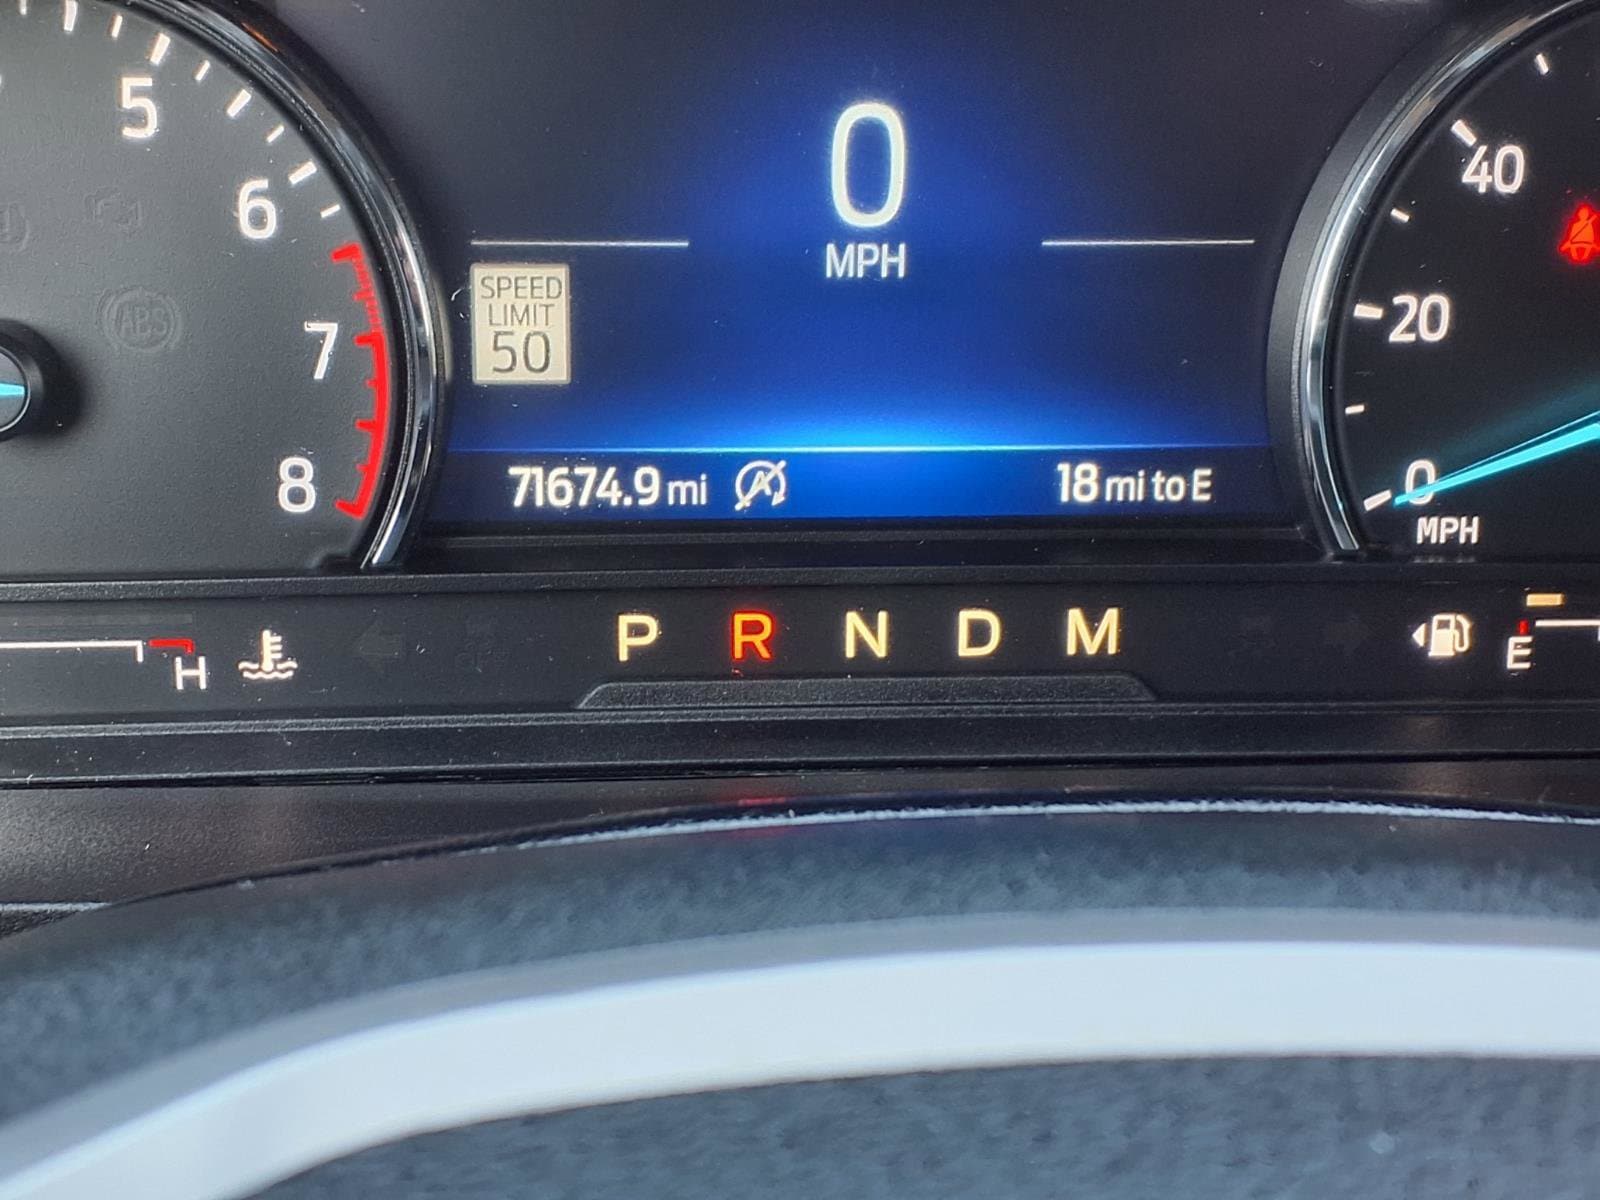 5
6
7
8
0
MPH
SPEED
LIMIT
50
71674.9 mi
A
18 mi to E
40
20
0
MPH
H
P R N D M
E
ABS